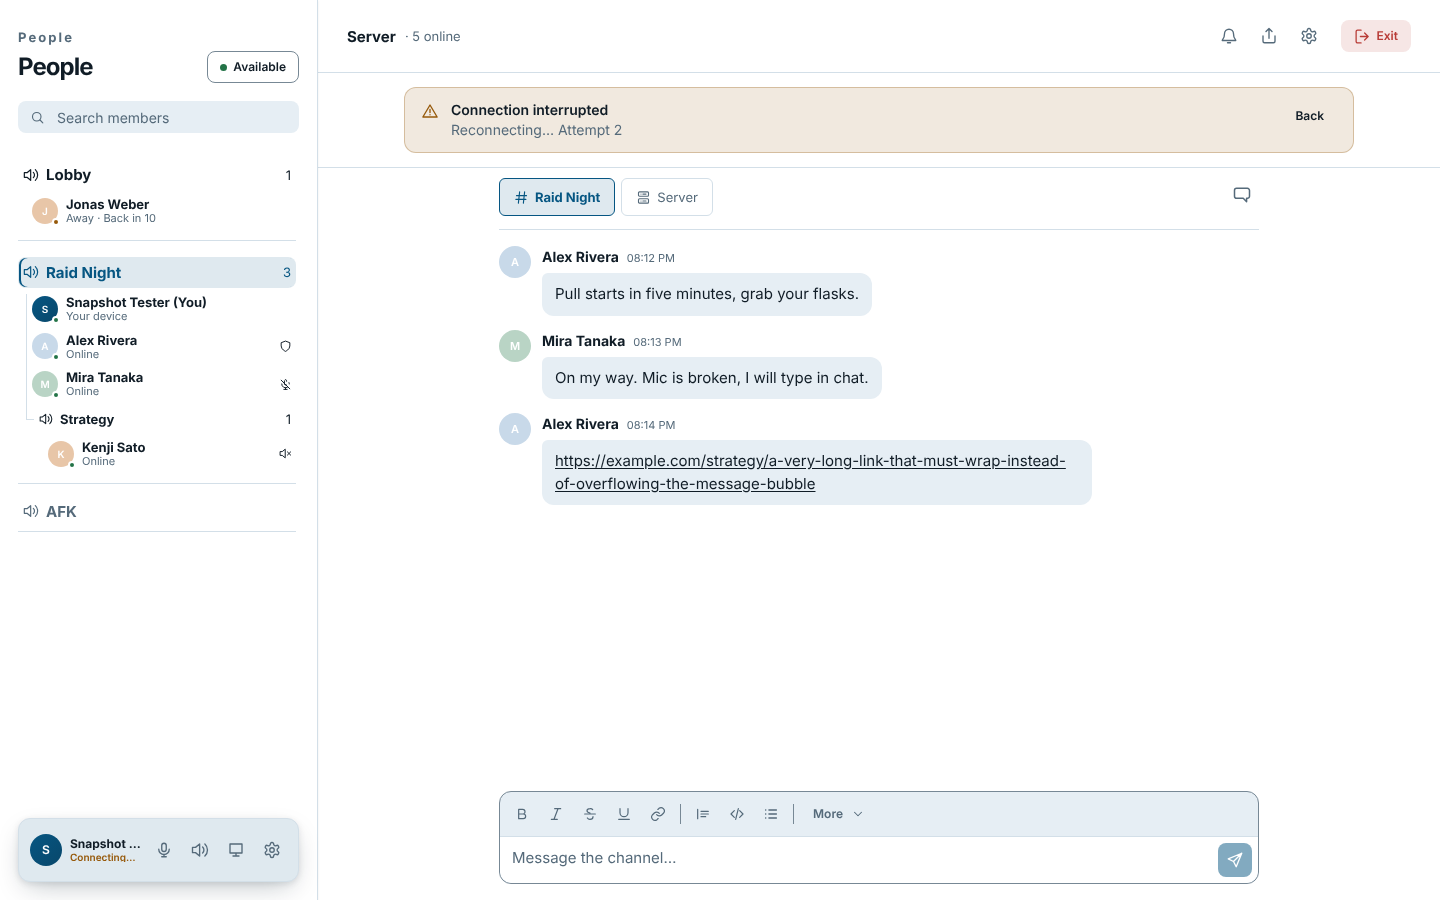 People
People
Available
Search members
Lobby
1
J
Jonas Weber
Away · Back in 10
Raid Night
3
S
Snapshot Tester (You)
Your device
A
Alex Rivera
Online
M
Mira Tanaka
Online
Strategy
1
K
Kenji Sato
Online
AFK
S
Snapshot ...
Connecting...
Server · 5 online
Exit
Connection interrupted
Reconnecting... Attempt 2
Back
Raid Night
Server
A
Alex Rivera 08:12 PM
Pull starts in five minutes, grab your flasks.
M
Mira Tanaka 08:13 PM
On my way. Mic is broken, I will type in chat.
A
Alex Rivera 08:14 PM
https://example.com/strategy/a-very-long-link-that-must-wrap-instead-
of-overflowing-the-message-bubble
B I S U More
Message the channel...